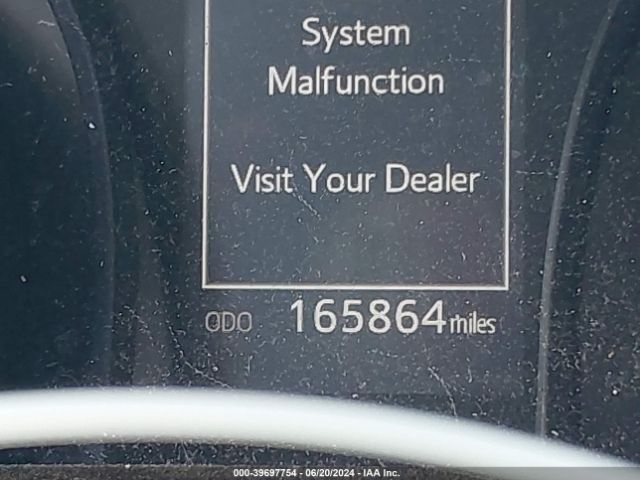 System
Malfunction
Visit Your Dealer
ODO 165864 miles
000-39697754 - 06/20/2024 - IAA Inc.